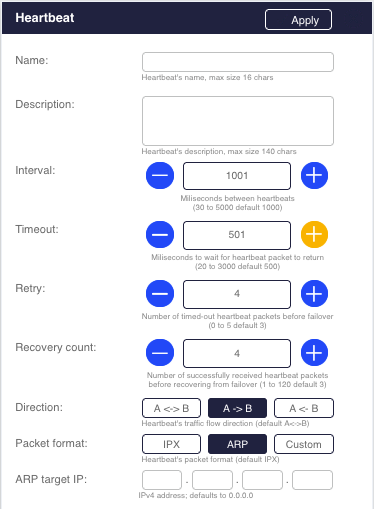 Heartbeat
Apply
Name:
Heartbeat's name, max size 16 chars
Description:
Heartbeat's description, max size 140 chars
Interval:
1001
Miliseconds between heartbeats
(30 to 5000 default 1000)
Timeout:
501
Miliseconds to wait for heartbeat packet to return
(20 to 3000 default 500)
Retry:
4
Number of timed-out heartbeat packets before failover
(0 to 5 default 3)
Recovery count:
4
Number of successfully received heartbeat packets
before recovering from failover (1 to 120 default 3)
Direction:
A <-> B
A -> B
A <- B
Heartbeat's traffic flow direction (default A<->B)
Packet format:
IPX
ARP
Custom
Heartbeat's packet format (default IPX)
ARP target IP:
. . .
IPv4 address; defaults to 0.0.0.0